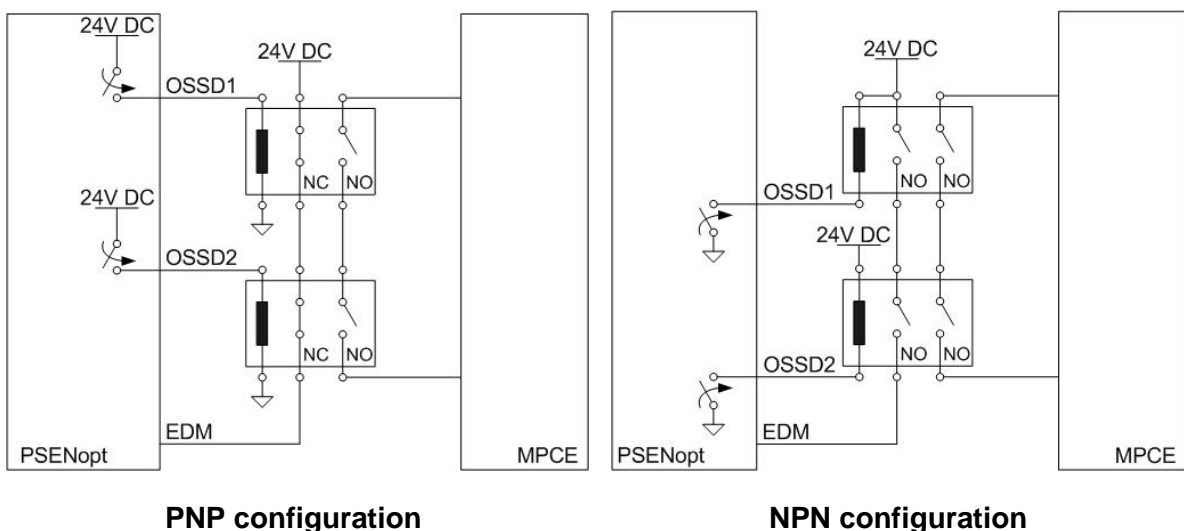 24V DC
24V DC
OSSD1
NC
NO
24V DC
OSSD2
NC
NO
EDM
PSENopt
MPCE
PNP configuration
24V DC
NO
NO
OSSD1
24V DC
NO
NO
OSSD2
EDM
PSENopt
MPCE
NPN configuration